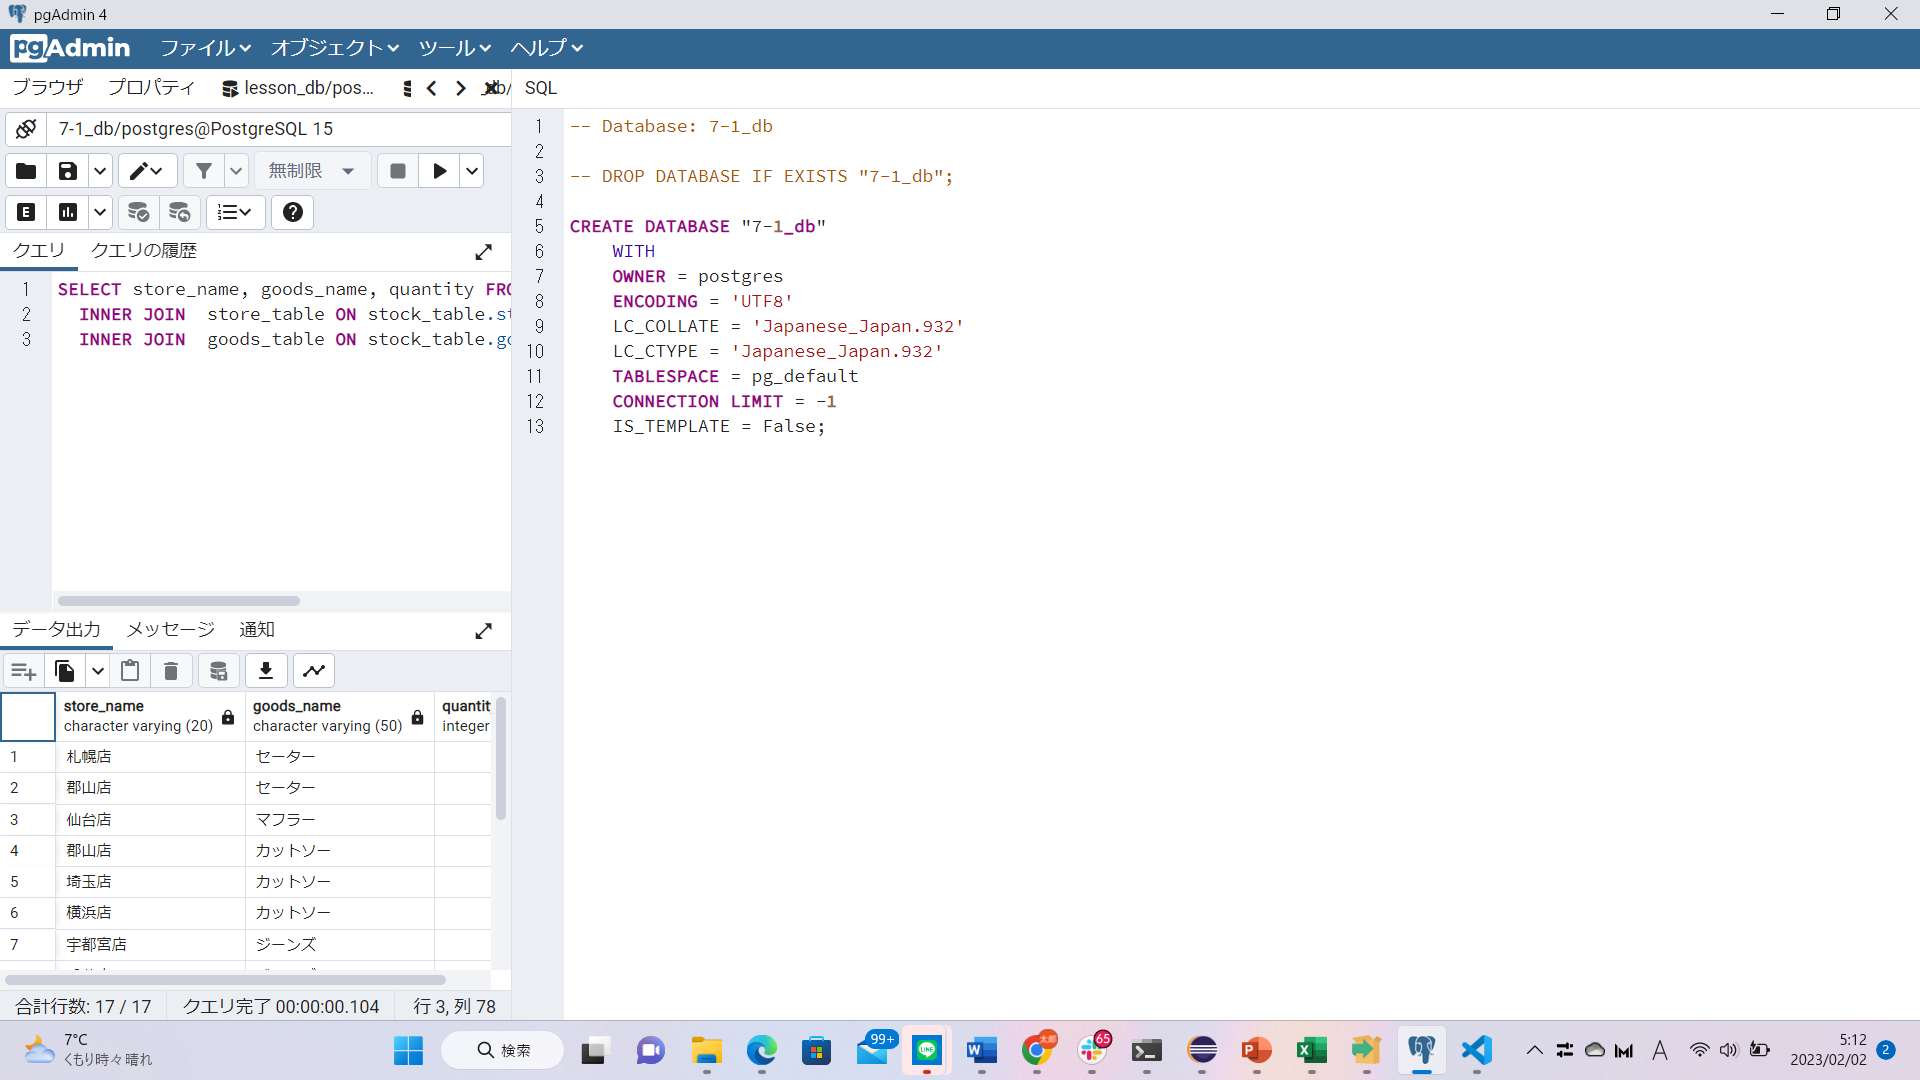 pgAdmin 4
pgAdmin ファイル オブジェクト ツール ヘルプ
ブラウザ プロパティ lesson_db/pos... _db/ SQL
7-1_db/postgres@PostgreSQL 15
無制限
E
クエリ クエリの履歴
1 SELECT store_name, goods_name, quantity FRO
2 INNER JOIN store_table ON stock_table.st
3 INNER JOIN goods_table ON stock_table.go
データ出力 メッセージ 通知
store_name goods_name quantit
character varying (20) character varying (50) integer
1 札幌店 セーター
2 郡山店 セーター
3 仙台店 マフラー
4 郡山店 カットソー
5 埼玉店 カットソー
6 横浜店 カットソー
7 宇都宮店 ジーンズ
合計行数: 17 / 17 クエリ完了 00:00:00.104 行 3, 列 78
1 -- Database: 7-1_db
2
3 -- DROP DATABASE IF EXISTS "7-1_db";
4
5 CREATE DATABASE "7-1_db"
6 WITH
7 OWNER = postgres
8 ENCODING = 'UTF8'
9 LC_COLLATE = 'Japanese_Japan.932'
10 LC_CTYPE = 'Japanese_Japan.932'
11 TABLESPACE = pg_default
12 CONNECTION LIMIT = -1
13 IS_TEMPLATE = False;
7°C
くもり時々晴れ
検索
99+
LINE
W
太郎
65
P
X
A
5:12
2023/02/02
2